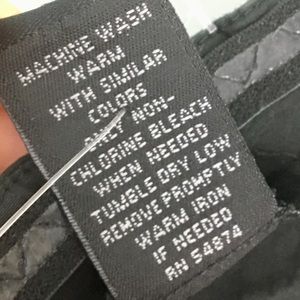 MACHINE WASH
WARM
WITH SIMILAR
COLORS
ONLY NON-
CHLORINE BLEACH
WHEN NEEDED
TUMBLE DRY LOW
REMOVE PROMPTLY
WARM IRON
IF NEEDED
RN 54874